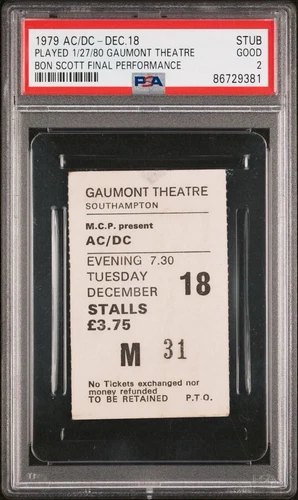 1979 AC/DC - DEC.18 STUB
PLAYED 1/27/80 GAUMONT THEATRE GOOD
BON SCOTT FINAL PERFORMANCE 2
PSA 86729381
GAUMONT THEATRE
SOUTHAMPTON
M.C.P. present
AC/DC
EVENING 7.30
TUESDAY 18
DECEMBER
STALLS
£3.75
M 31
No Tickets exchanged nor
money refunded
TO BE RETAINED P.T.O.